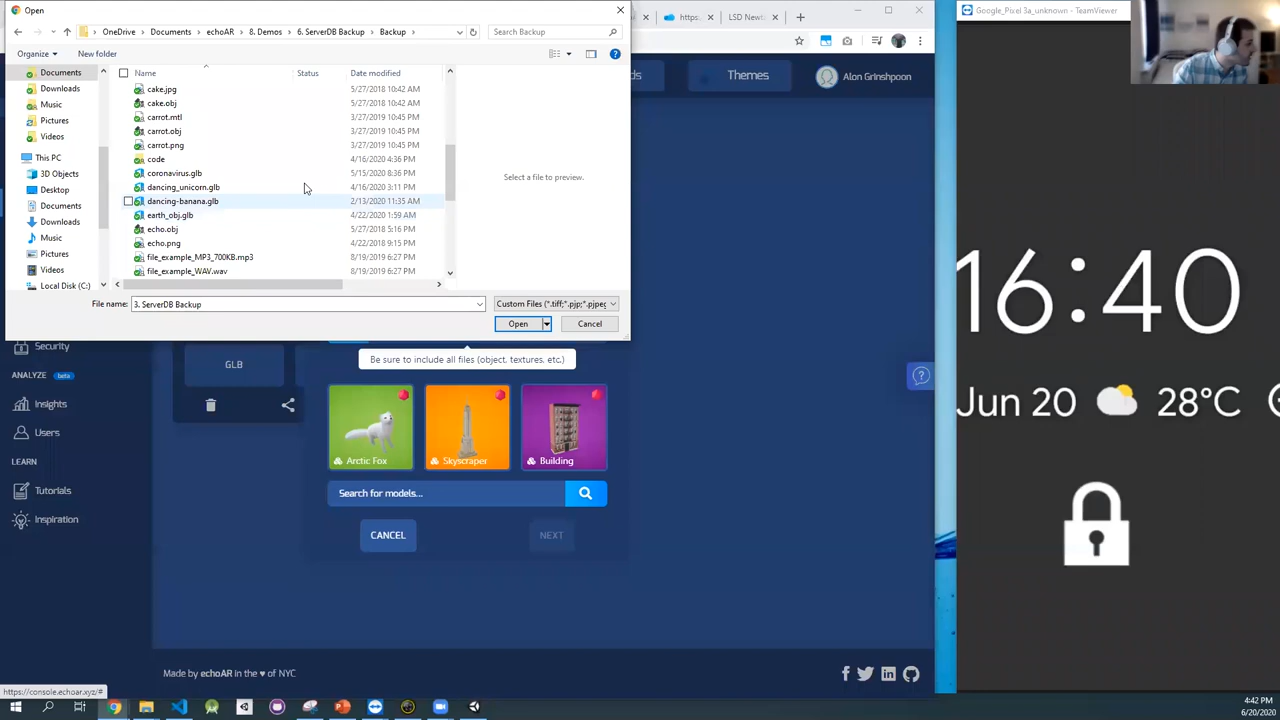 Open
OneDrive > Documents > echoAR > 8. Demos > 6. ServerDB Backup > Backup >
Search Backup
Organize
New folder
Documents
Downloads
Music
Pictures
Videos
This PC
3D Objects
Desktop
Documents
Downloads
Music
Pictures
Videos
Local Disk (C:)
Name Status Date modified
cake.jpg 5/27/2018 10:42 AM
cake.obj 5/27/2018 10:42 AM
carrot.mtl 3/27/2019 10:45 PM
carrot.obj 3/27/2019 10:45 PM
carrot.png 3/27/2019 10:45 PM
code 4/16/2020 4:36 PM
coronavirus.glb 5/15/2020 8:36 PM
dancing_unicorn.glb 4/16/2020 3:11 PM
dancing-banana.glb 2/13/2020 11:35 AM
earth_obj.glb 4/22/2020 1:59 AM
echo.obj 5/27/2018 5:16 PM
echo.png 4/22/2018 9:15 PM
file_example_MP3_700KB.mp3 8/19/2019 6:27 PM
file_example_WAV.wav 8/19/2019 6:27 PM
Select a file to preview.
File name: 3. ServerDB Backup
Custom Files (*.tiff;*.pjp;*.pjpeg
Open
Cancel
https:
LSD Newt
ds
Themes
Alon Grinshpoon
Security
ANALYZE beta
Insights
Users
LEARN
Tutorials
Inspiration
GLB
Be sure to include all files (object, textures, etc.)
Arctic Fox
Skyscraper
Building
Search for models...
CANCEL
NEXT
Made by echoAR in the ♥ of NYC
https://console.echoar.xyz/#
4:42 PM
6/20/2020
Google_Pixel 3a_unknown - TeamViewer
16:40
Jun 20 28°C